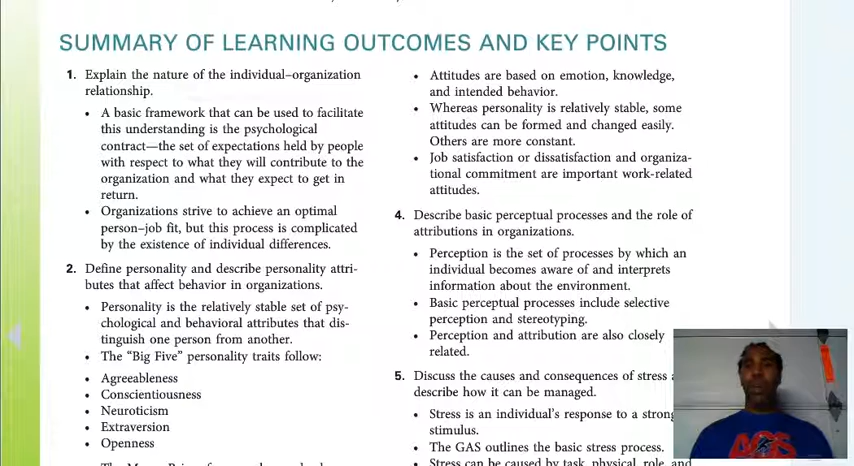 SUMMARY OF LEARNING OUTCOMES AND KEY POINTS
1. Explain the nature of the individual–organization
relationship.
• A basic framework that can be used to facilitate
this understanding is the psychological
contract—the set of expectations held by people
with respect to what they will contribute to the
organization and what they expect to get in
return.
• Organizations strive to achieve an optimal
person–job fit, but this process is complicated
by the existence of individual differences.
2. Define personality and describe personality attri-
butes that affect behavior in organizations.
• Personality is the relatively stable set of psy-
chological and behavioral attributes that dis-
tinguish one person from another.
• The “Big Five” personality traits follow:
• Agreeableness
• Conscientiousness
• Neuroticism
• Extraversion
• Openness
• Attitudes are based on emotion, knowledge,
and intended behavior.
• Whereas personality is relatively stable, some
attitudes can be formed and changed easily.
Others are more constant.
• Job satisfaction or dissatisfaction and organiza-
tional commitment are important work-related
attitudes.
4. Describe basic perceptual processes and the role of
attributions in organizations.
• Perception is the set of processes by which an
individual becomes aware of and interprets
information about the environment.
• Basic perceptual processes include selective
perception and stereotyping.
• Perception and attribution are also closely
related.
5. Discuss the causes and consequences of stress
describe how it can be managed.
• Stress is an individual’s response to a strong
stimulus.
• The GAS outlines the basic stress process.
• Stress can be caused by task, physical, role, and